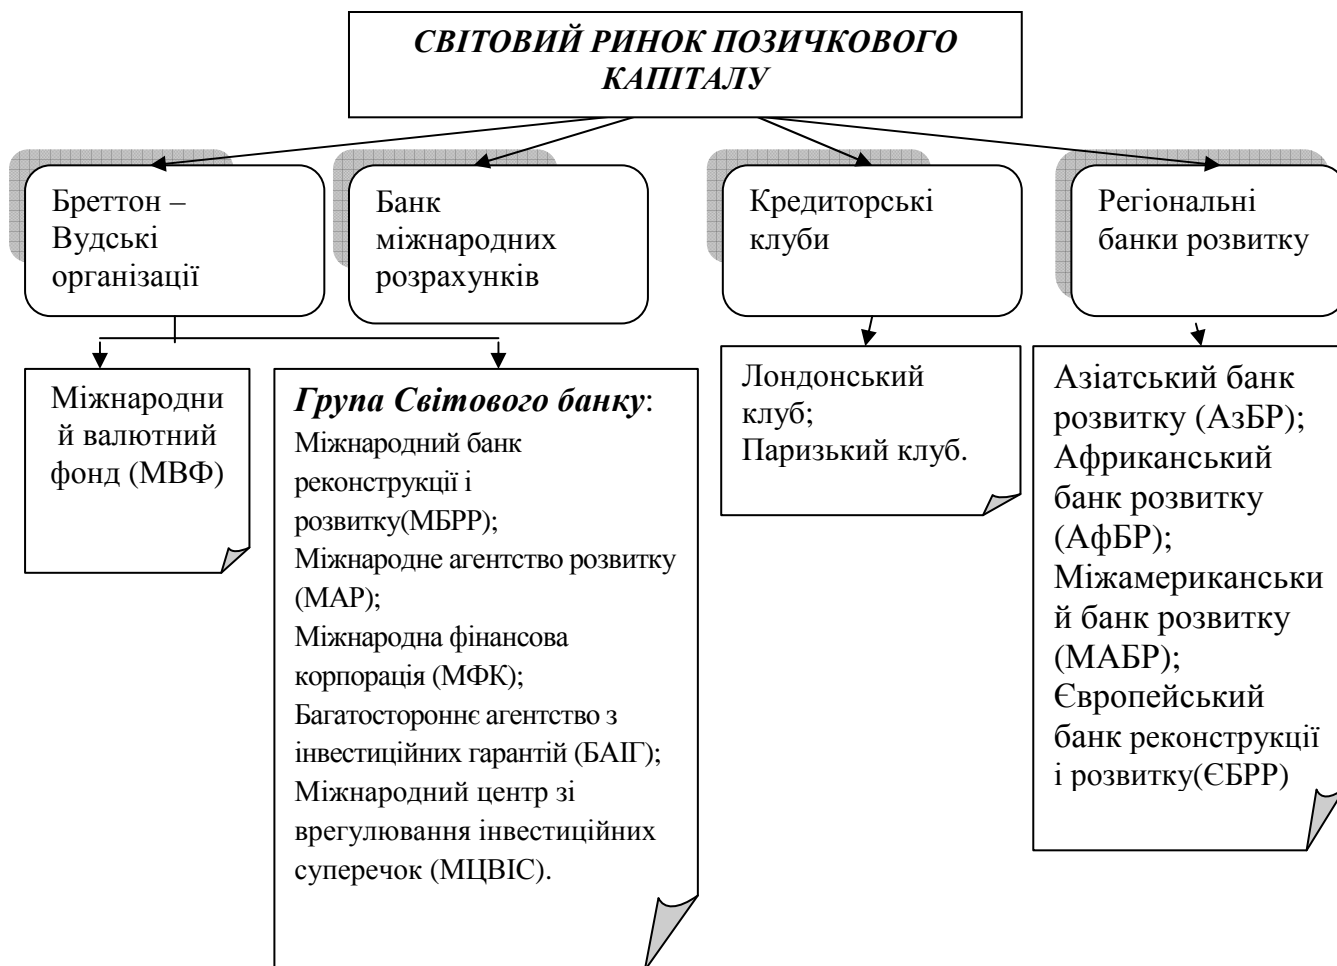 СВІТОВИЙ РИНОК ПОЗИЧКОВОГО
КАПІТАЛУ
Бреттон –
Вудські
організації
Банк
міжнародних
розрахунків
Кредиторські
клуби
Регіональні
банки розвитку
Міжнародни
й валютний
фонд (МВФ)
Група Світового банку:
Міжнародний банк
реконструкції і
розвитку(МБРР);
Міжнародне агентство розвитку
(МАР);
Міжнародна фінансова
корпорація (МФК);
Багатостороннє агентство з
інвестиційних гарантій (БАІГ);
Міжнародний центр зі
врегулювання інвестиційних
суперечок (МЦВІС).
Лондонський
клуб;
Паризький клуб.
Азіатський банк
розвитку (АзБР);
Африканський
банк розвитку
(АфБР);
Міжамериканськи
й банк розвитку
(МАБР);
Європейський
банк реконструкції
і розвитку(ЄБРР)